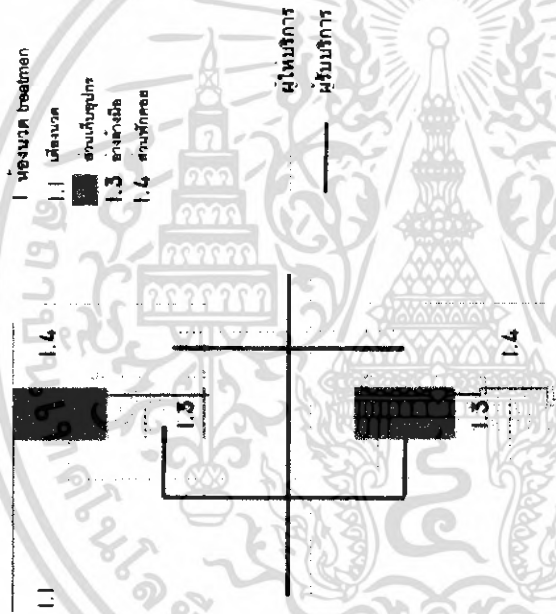 1 ห้องนวด treatmen
1.1 เตียงนวด
ส่วนเก็บอุปกร
1.3 อ่างล้างมือ
1.4 ส่วนพักคอย
ผู้ให้บริการ
ผู้รับบริการ
1.1
1.3
1.4
1.3
1.4